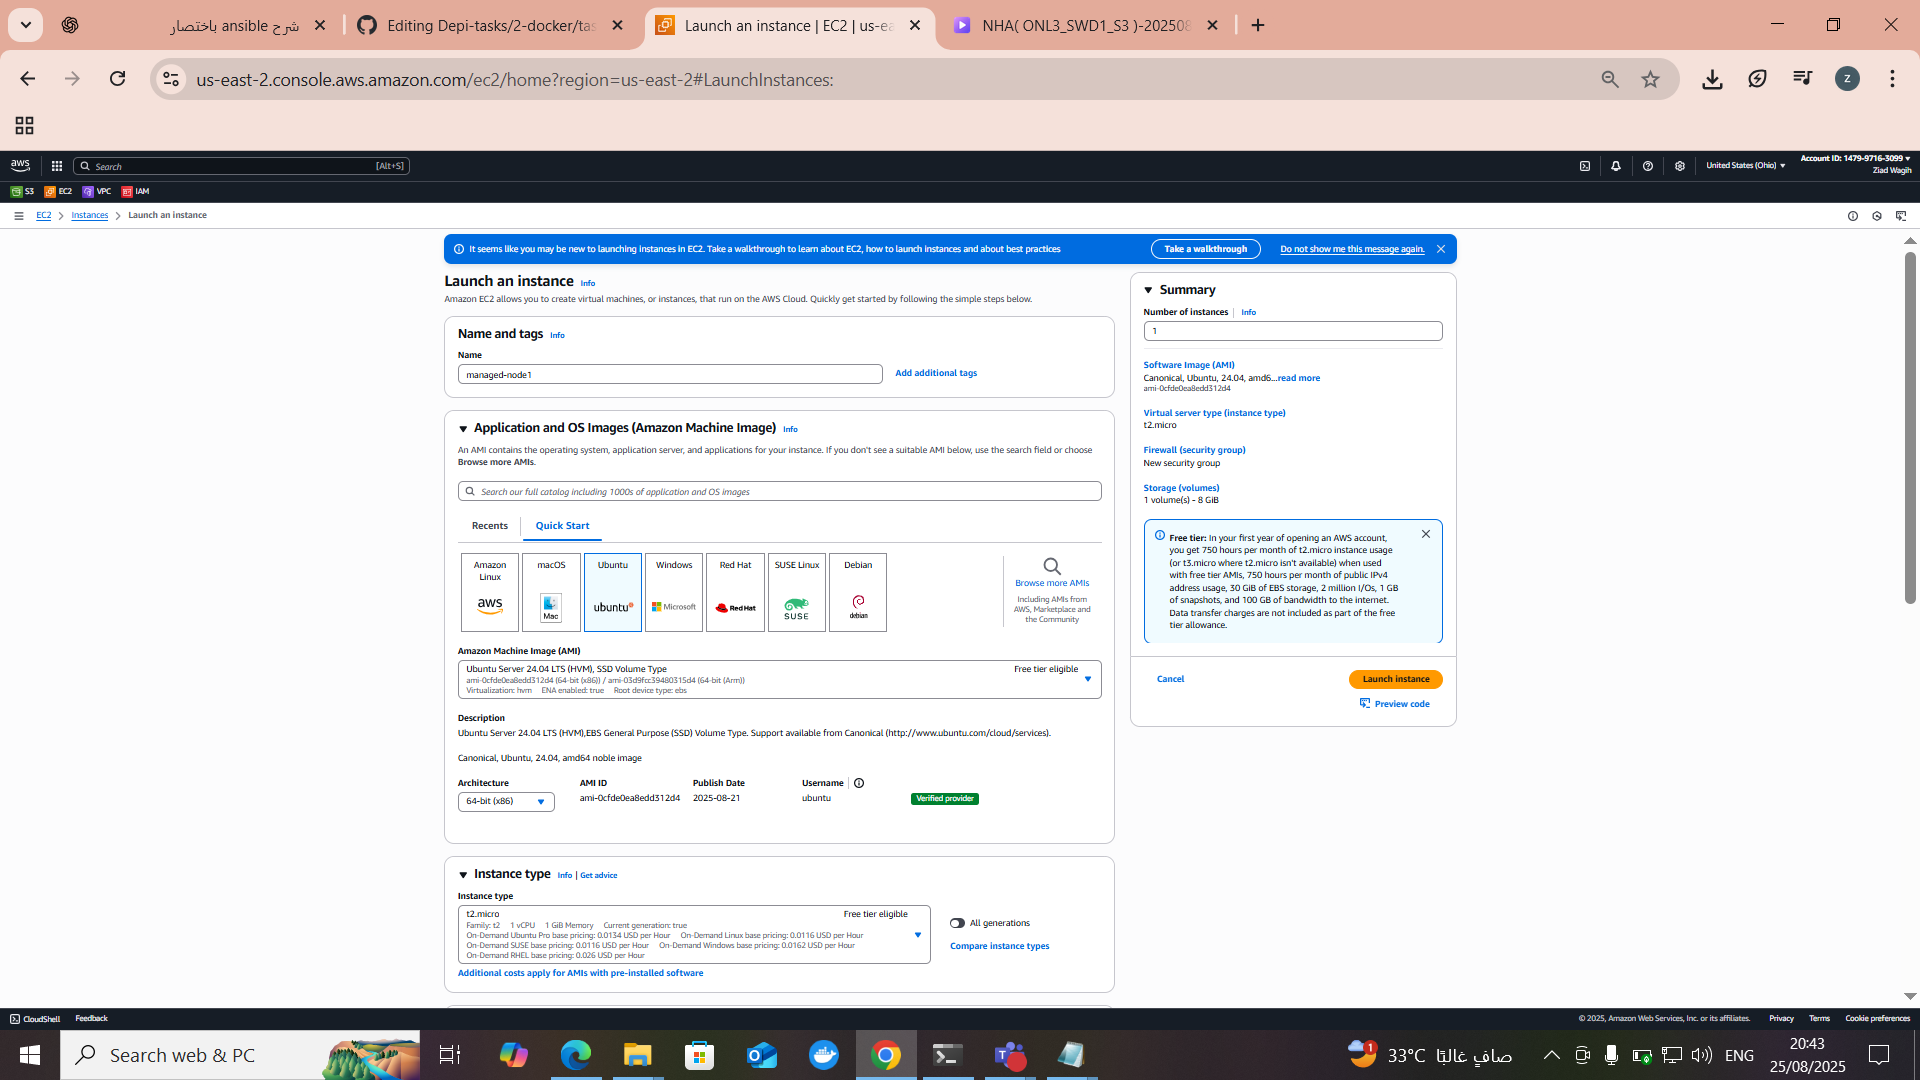 شرح ansible باختصار
Editing Depi-tasks/2-docker/tas
Launch an instance | EC2 | us-ea
NHA( ONL3_SWD1_S3 )-202508
us-east-2.console.aws.amazon.com/ec2/home?region=us-east-2#LaunchInstances:
z
aws
Search
[Alt+S]
United States (Ohio)
Account ID: 1479-9716-3099
Ziad Wagih
S3
EC2
VPC
IAM
EC2
Instances
Launch an instance
It seems like you may be new to launching instances in EC2. Take a walkthrough to learn about EC2, how to launch instances and about best practices
Take a walkthrough
Do not show me this message again.
Launch an instance Info
Amazon EC2 allows you to create virtual machines, or instances, that run on the AWS Cloud. Quickly get started by following the simple steps below.
Name and tags Info
Name
managed-node1
Add additional tags
Application and OS Images (Amazon Machine Image) Info
An AMI contains the operating system, application server, and applications for your instance. If you don't see a suitable AMI below, use the search field or choose
Browse more AMIs.
Search our full catalog including 1000s of application and OS images
Recents
Quick Start
Amazon
Linux
aws
macOS
Mac
Ubuntu
ubuntu
Windows
Microsoft
Red Hat
Red Hat
SUSE Linux
SUSE
Debian
debian
Browse more AMIs
Including AMIs from
AWS, Marketplace and
the Community
Amazon Machine Image (AMI)
Ubuntu Server 24.04 LTS (HVM), SSD Volume Type
Free tier eligible
ami-0cfde0ea8edd312d4 (64-bit (x86)) / ami-03d9fcc39480315d4 (64-bit (Arm))
Virtualization: hvm ENA enabled: true Root device type: ebs
Description
Ubuntu Server 24.04 LTS (HVM),EBS General Purpose (SSD) Volume Type. Support available from Canonical (http://www.ubuntu.com/cloud/services).
Canonical, Ubuntu, 24.04, amd64 noble image
Architecture
AMI ID
Publish Date
Username
64-bit (x86)
ami-0cfde0ea8edd312d4
2025-08-21
ubuntu
Verified provider
Instance type Info | Get advice
Instance type
t2.micro
Free tier eligible
Family: t2 1 vCPU 1 GiB Memory Current generation: true
On-Demand Ubuntu Pro base pricing: 0.0134 USD per Hour On-Demand Linux base pricing: 0.0116 USD per Hour
On-Demand SUSE base pricing: 0.0116 USD per Hour On-Demand Windows base pricing: 0.0162 USD per Hour
On-Demand RHEL base pricing: 0.026 USD per Hour
All generations
Compare instance types
Additional costs apply for AMIs with pre-installed software
Summary
Number of instances Info
1
Software Image (AMI)
Canonical, Ubuntu, 24.04, amd6...read more
ami-0cfde0ea8edd312d4
Virtual server type (instance type)
t2.micro
Firewall (security group)
New security group
Storage (volumes)
1 volume(s) - 8 GiB
Free tier: In your first year of opening an AWS account,
you get 750 hours per month of t2.micro instance usage
(or t3.micro where t2.micro isn't available) when used
with free tier AMIs, 750 hours per month of public IPv4
address usage, 30 GiB of EBS storage, 2 million I/Os, 1 GB
of snapshots, and 100 GB of bandwidth to the internet.
Data transfer charges are not included as part of the free
tier allowance.
Cancel
Launch instance
Preview code
CloudShell
Feedback
© 2025, Amazon Web Services, Inc. or its affiliates.
Privacy
Terms
Cookie preferences
Search web & PC
1
33°C
صافٍ غالبًا
ENG
20:43
25/08/2025